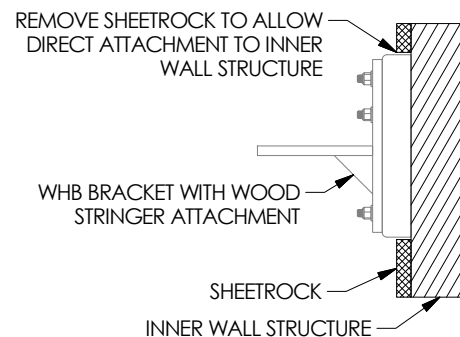 REMOVE SHEETROCK TO ALLOW
DIRECT ATTACHMENT TO INNER
WALL STRUCTURE
WHB BRACKET WITH WOOD
STRINGER ATTACHMENT
SHEETROCK
INNER WALL STRUCTURE